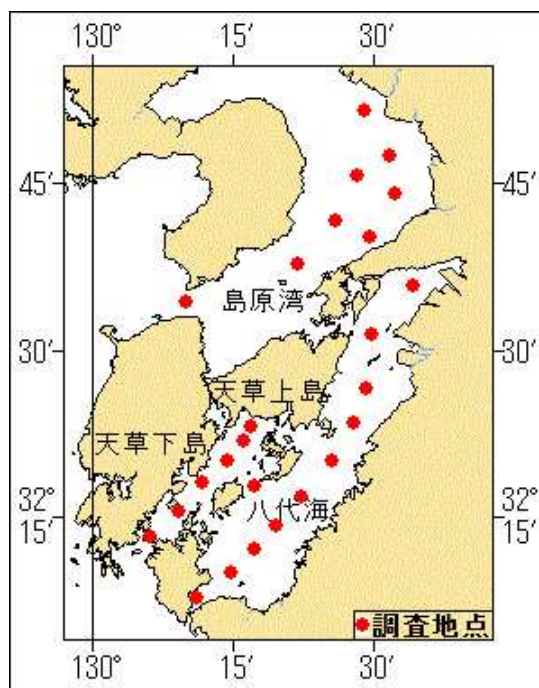 130° 15′ 30′
45′ 45′
島原湾
30′ 30′
天草上島
天草下島
32° 八代海 32°
15′ 15′
調査地点
130° 15′ 30′